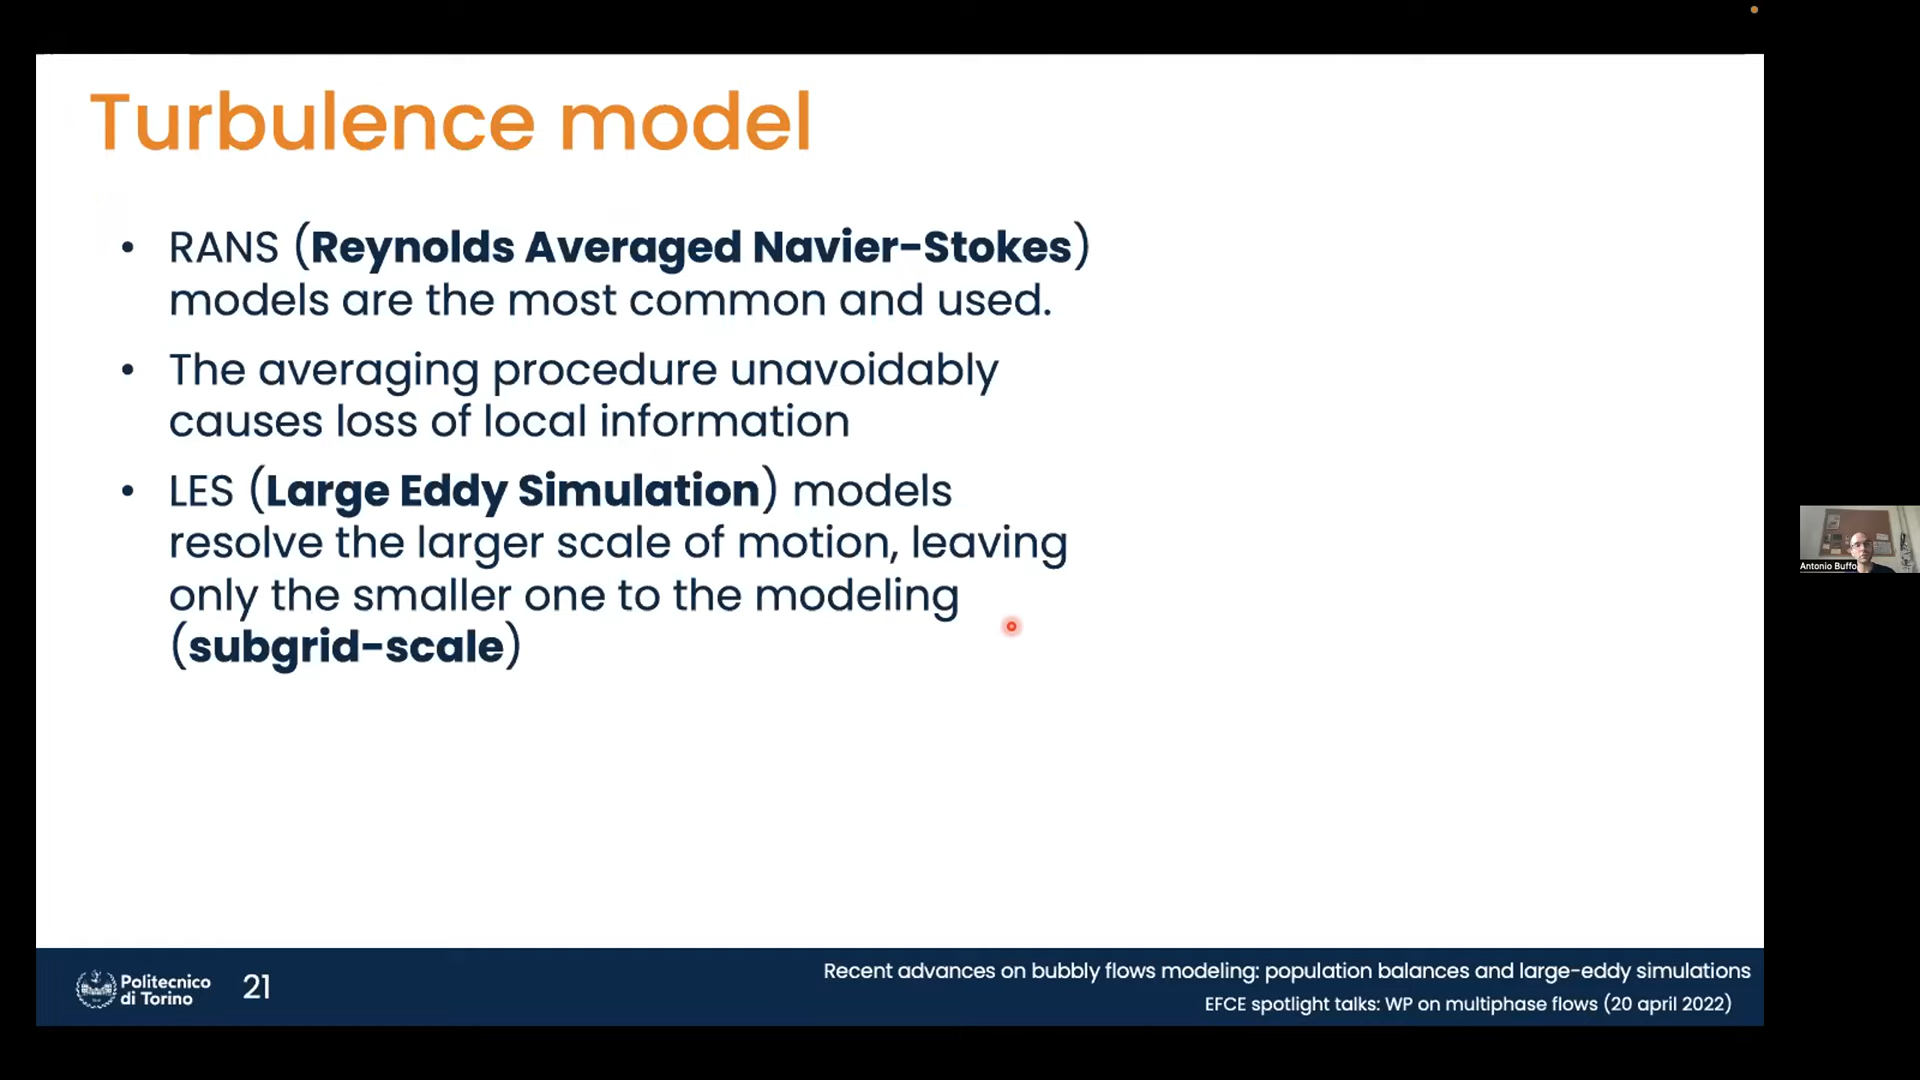 Turbulence model
• RANS (Reynolds Averaged Navier-Stokes)
models are the most common and used.
• The averaging procedure unavoidably
causes loss of local information
• LES (Large Eddy Simulation) models
resolve the larger scale of motion, leaving
only the smaller one to the modeling
(subgrid-scale)
Antonio Buffo
Politecnico
di Torino
21
Recent advances on bubbly flows modeling: population balances and large-eddy simulations
EFCE spotlight talks: WP on multiphase flows (20 april 2022)